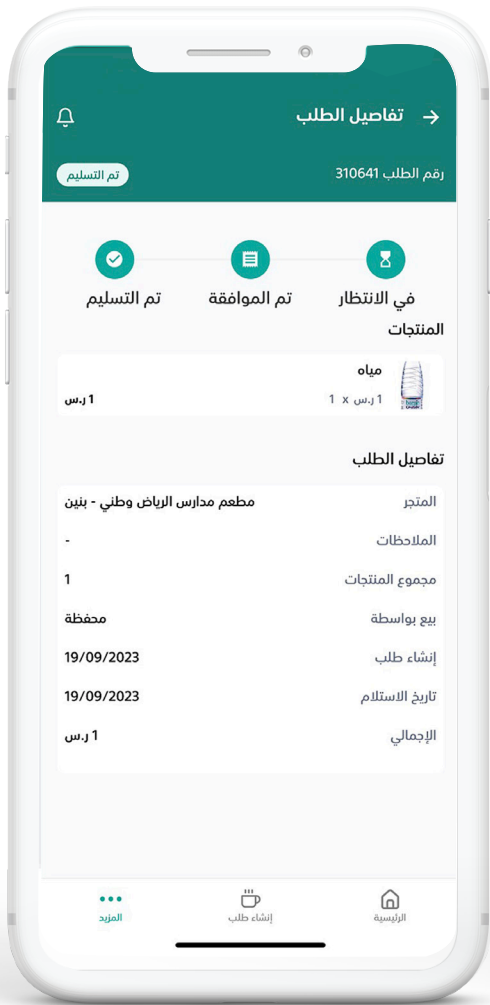 تفاصيل الطلب
رقم الطلب 310641
تم التسليم
في الانتظار
تم الموافقة
تم التسليم
المنتجات
مياه
1 ر.س x 1
1 ر.س
تفاصيل الطلب
المتجر
مطعم مدارس الرياض وطني - بنين
الملاحظات
-
مجموع المنتجات
1
بيع بواسطة
محفظة
إنشاء طلب
19/09/2023
تاريخ الاستلام
19/09/2023
الإجمالي
1 ر.س
الرئيسية
إنشاء طلب
المزيد